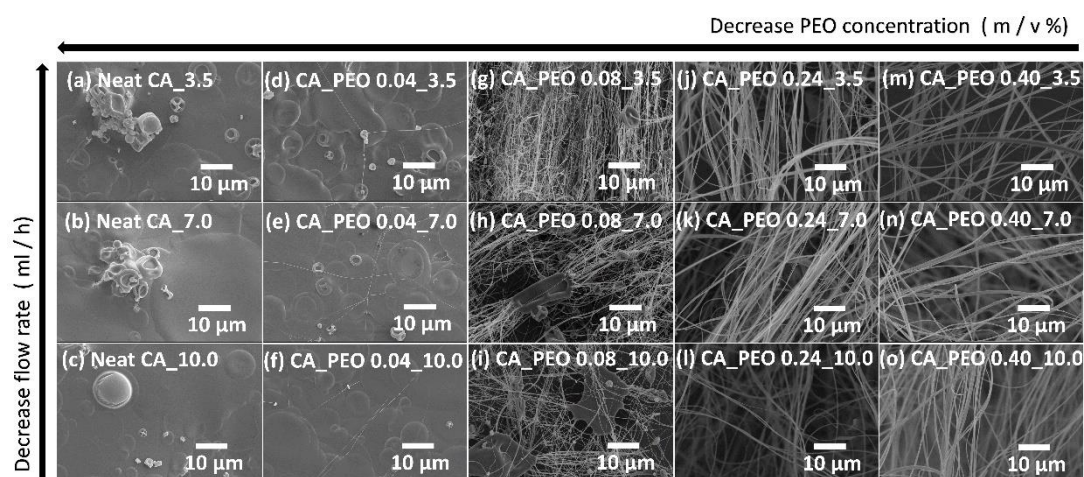 Decrease PEO concentration ( m / v %)
Decrease flow rate ( ml / h)
(a) Neat CA_3.5
(d) CA_PEO 0.04_3.5
(g) CA_PEO 0.08_3.5
(j) CA_PEO 0.24_3.5
(m) CA_PEO 0.40_3.5
10 µm
10 µm
10 µm
10 µm
10 µm
(b) Neat CA_7.0
(e) CA_PEO 0.04_7.0
(h) CA_PEO 0.08_7.0
(k) CA_PEO 0.24_7.0
(n) CA_PEO 0.40_7.0
10 µm
10 µm
10 µm
10 µm
10 µm
(c) Neat CA_10.0
(f) CA_PEO 0.04_10.0
(i) CA_PEO 0.08_10.0
(l) CA_PEO 0.24_10.0
(o) CA_PEO 0.40_10.0
10 µm
10 µm
10 µm
10 µm
10 µm